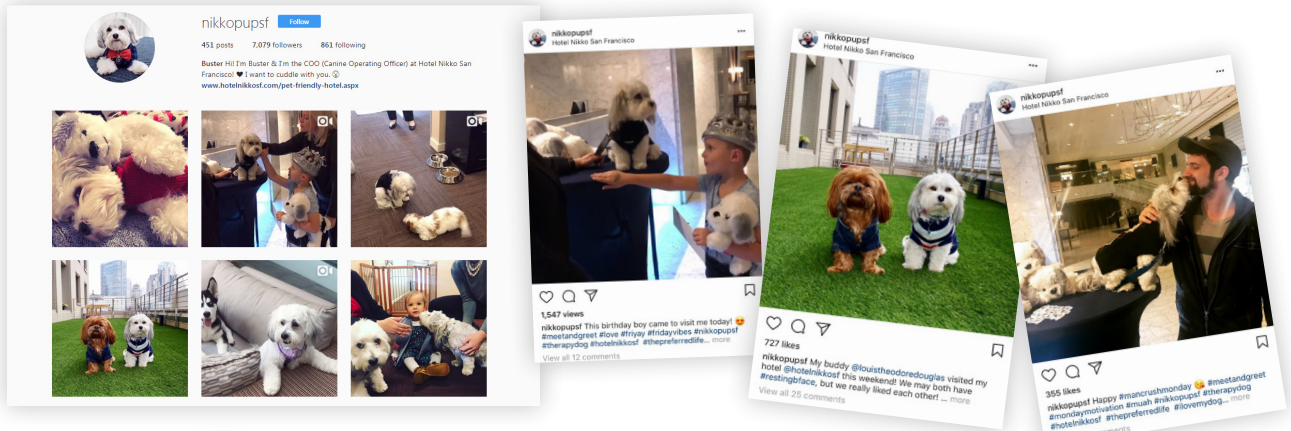 nikkopupsf Follow
451 posts 7,079 followers 861 following
Buster Hi! I'm Buster & I'm the COO (Canine Operating Officer) at Hotel Nikko San
Francisco! ❤ I want to cuddle with you. 😗
www.hotelnikkosf.com/pet-friendly-hotel.aspx
nikkopupsf
Hotel Nikko San Francisco
1,547 views
nikkopupsf This birthday boy came to visit me today! 😍
#meetandgreet #love #friyay #fridayvibes #nikkopupsf
#therapydog #hotelnikkosf #thepreferredlife... more
View all 12 comments
nikkopupsf
Hotel Nikko San Francisco
727 likes
nikkopupsf My buddy @louistheodoredouglas visited my
hotel @hotelnikkosf this weekend! We may both have
#restingbface, but we really liked each other! ... more
View all 25 comments
nikkopupsf
Hotel Nikko San Francisco
355 likes
nikkopupsf Happy #mancrushmonday 😘 #meetandgreet
#mondaymotivation #muah #nikkopupsf #therapydog
#hotelnikkosf #thepreferredlife #ilovemydog... more